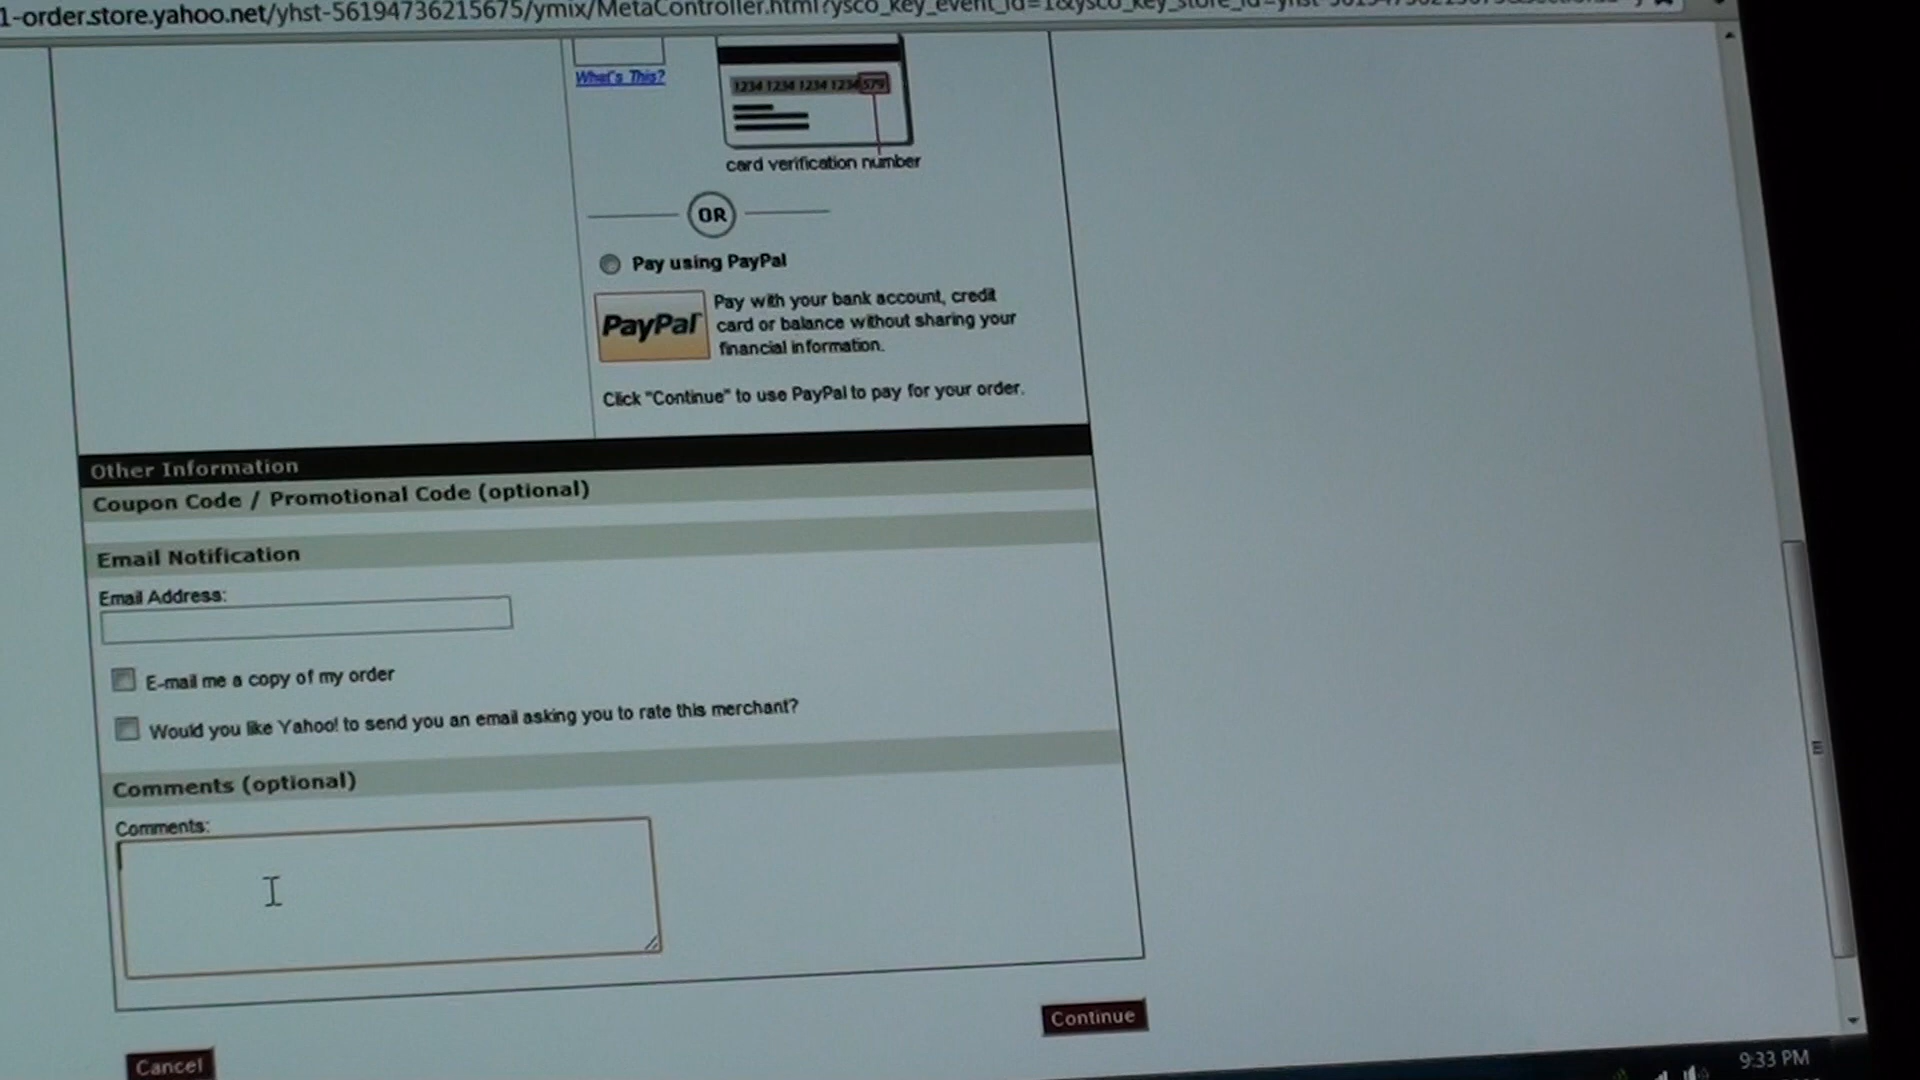 1-order.store.yahoo.net/yhst-56194736215675/ymix/MetaController.html?ysco_key_event_id=1&ysco_key_store_id=yhst-
What's This?
1234 1234 1234 1234 579
card verification number
OR
Pay using PayPal
PayPal
Pay with your bank account, credit
card or balance without sharing your
financial information.
Click "Continue" to use PayPal to pay for your order.
Other Information
Coupon Code / Promotional Code (optional)
Email Notification
Email Address:
E-mail me a copy of my order
Would you like Yahoo! to send you an email asking you to rate this merchant?
Comments (optional)
Comments:
Continue
Cancel
9:33 PM